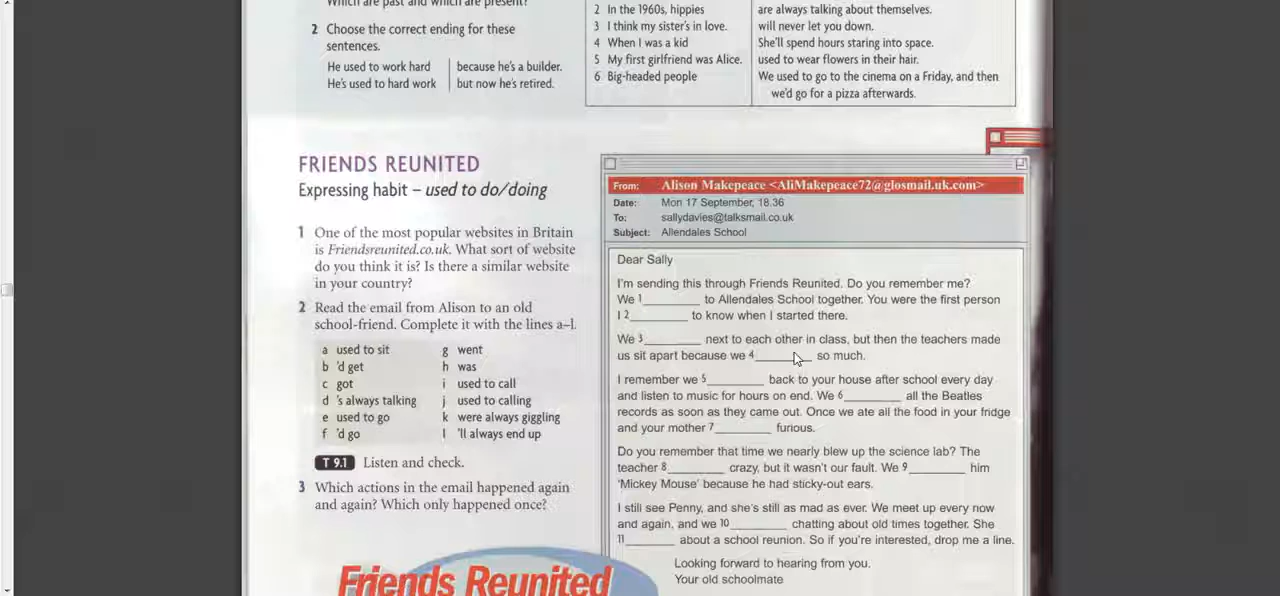 Which are past and which are present?
2 Choose the correct ending for these
sentences.
He used to work hard | because he's a builder.
He's used to hard work | but now he's retired.
2 In the 1960s, hippies | are always talking about themselves.
3 I think my sister's in love. | will never let you down.
4 When I was a kid | She'll spend hours staring into space.
5 My first girlfriend was Alice. | used to wear flowers in their hair.
6 Big-headed people | We used to go to the cinema on a Friday, and then
we'd go for a pizza afterwards.
FRIENDS REUNITED
Expressing habit – used to do/doing
1 One of the most popular websites in Britain
is Friendsreunited.co.uk. What sort of website
do you think it is? Is there a similar website
in your country?
2 Read the email from Alison to an old
school-friend. Complete it with the lines a–l.
a used to sit
b 'd get
c got
d 's always talking
e used to go
f 'd go
g went
h was
i used to call
j used to calling
k were always giggling
l 'll always end up
T 9.1 Listen and check.
3 Which actions in the email happened again
and again? Which only happened once?
Friends Reunited
From: Alison Makepeace <AliMakepeace72@glosmail.uk.com>
Date: Mon 17 September, 18.36
To: sallydavies@talksmail.co.uk
Subject: Allendales School
Dear Sally
I'm sending this through Friends Reunited. Do you remember me?
We 1________ to Allendales School together. You were the first person
I 2________ to know when I started there.
We 3________ next to each other in class, but then the teachers made
us sit apart because we 4________ so much.
I remember we 5________ back to your house after school every day
and listen to music for hours on end. We 6________ all the Beatles
records as soon as they came out. Once we ate all the food in your fridge
and your mother 7________ furious.
Do you remember that time we nearly blew up the science lab? The
teacher 8________ crazy, but it wasn't our fault. We 9________ him
'Mickey Mouse' because he had sticky-out ears.
I still see Penny, and she's still as mad as ever. We meet up every now
and again, and we 10________ chatting about old times together. She
11________ about a school reunion. So if you're interested, drop me a line.
Looking forward to hearing from you.
Your old schoolmate